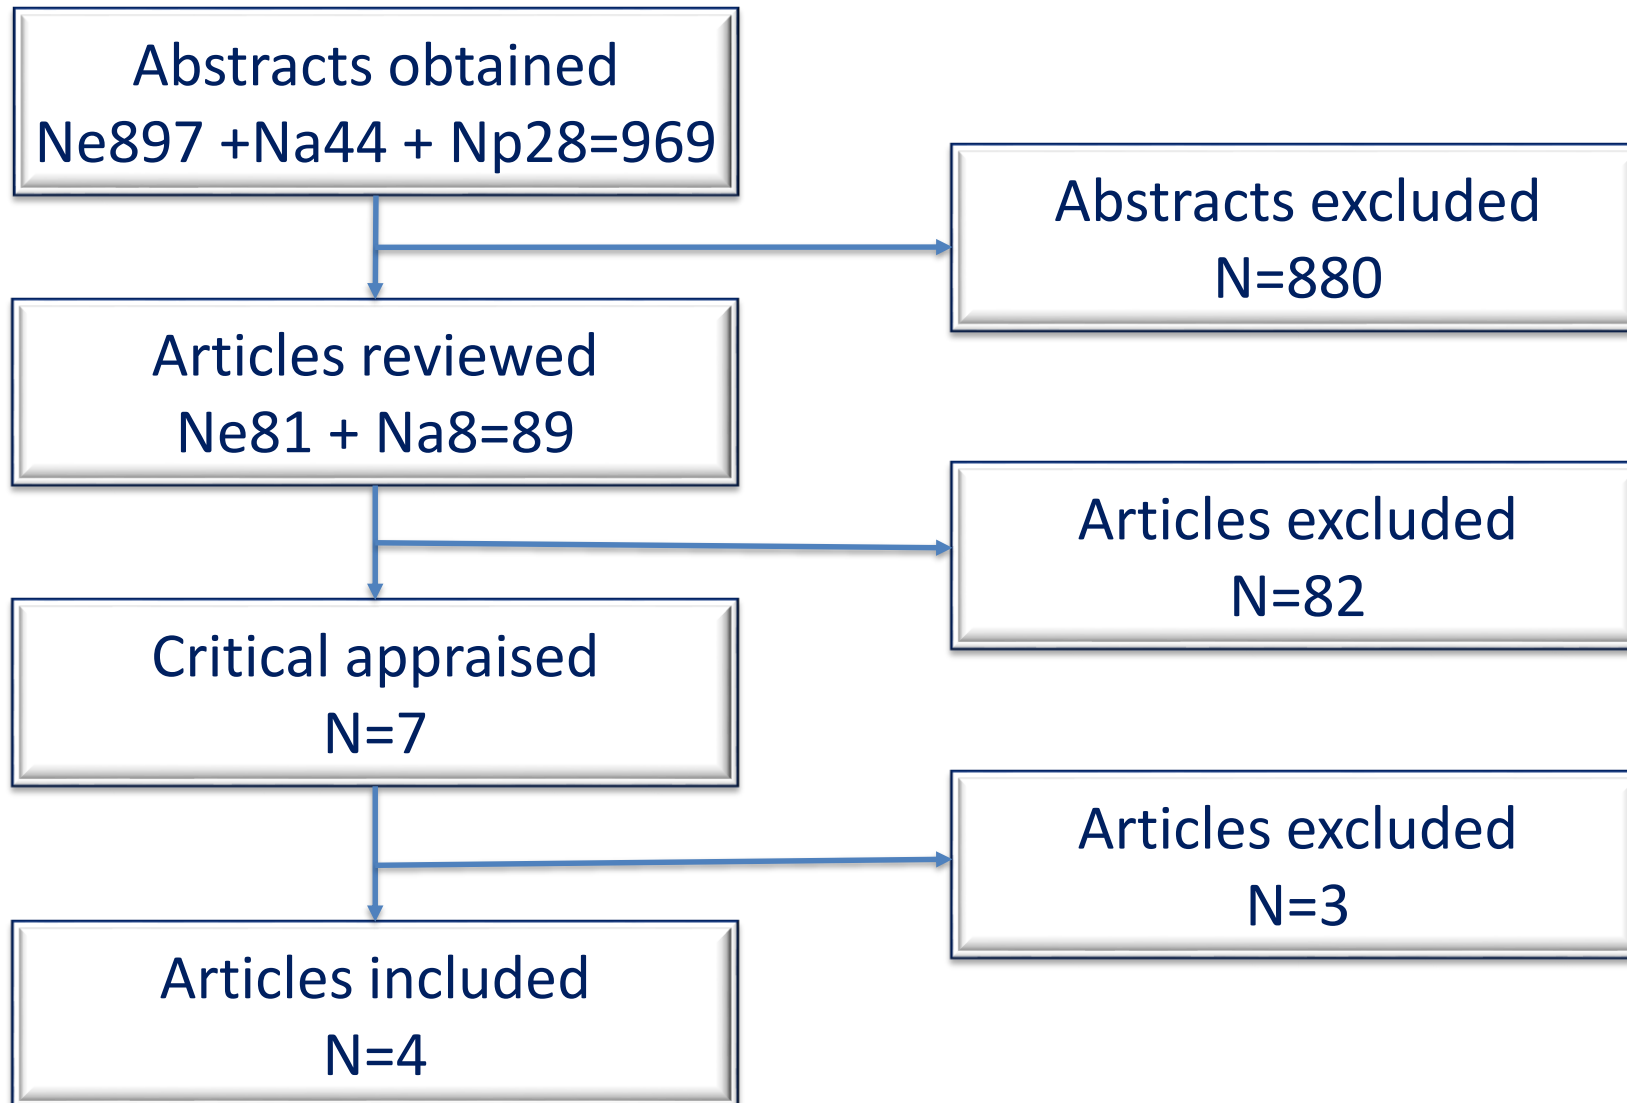 Abstracts obtained
Ne897 +Na44 + Np28=969
Abstracts excluded
N=880
Articles reviewed
Ne81 + Na8=89
Articles excluded
N=82
Critical appraised
N=7
Articles excluded
N=3
Articles included
N=4